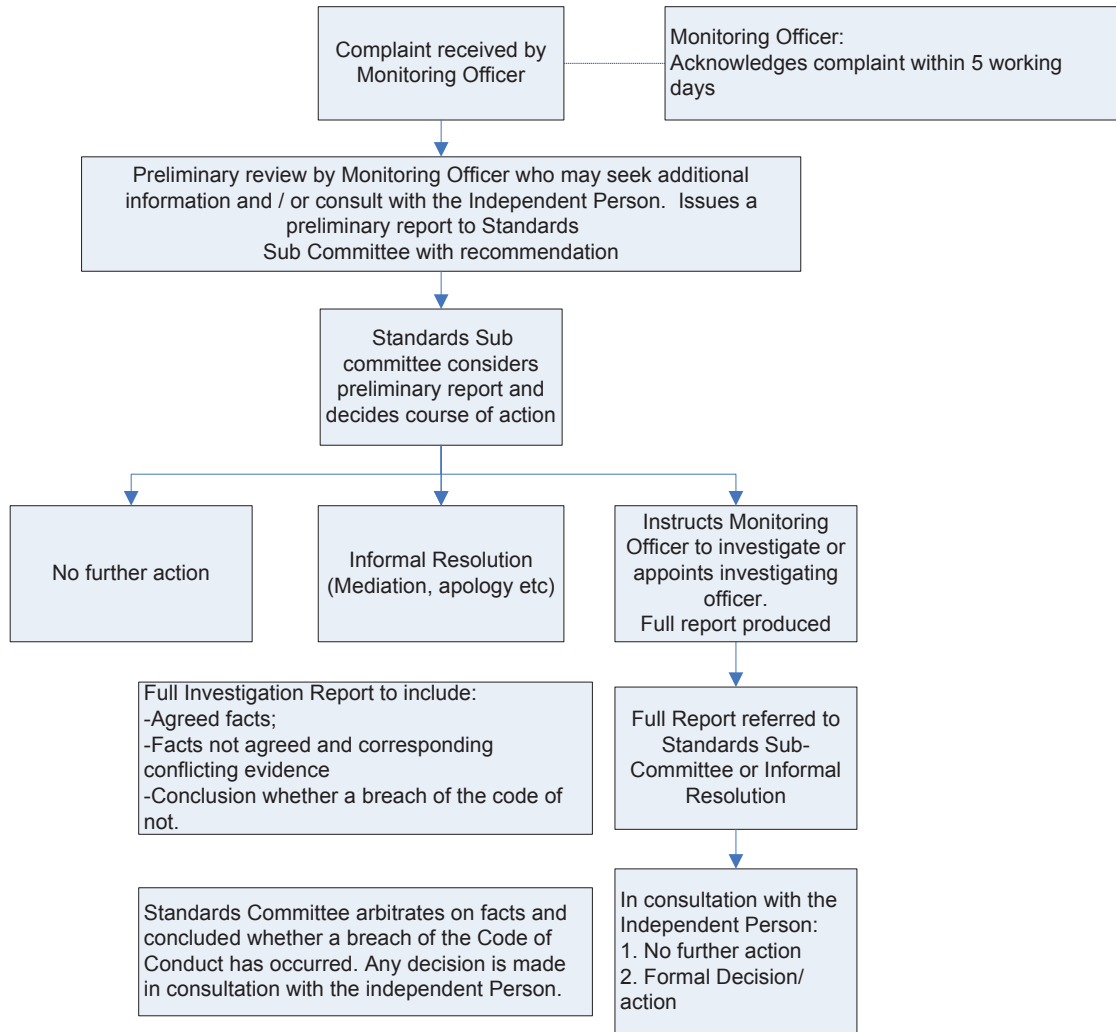 Complaint received by
Monitoring Officer
Monitoring Officer:
Acknowledges complaint within 5 working
days
Preliminary review by Monitoring Officer who may seek additional
information and / or consult with the Independent Person.  Issues a
preliminary report to Standards
Sub Committee with recommendation
Standards Sub
committee considers
preliminary report and
decides course of action
No further action
Informal Resolution
(Mediation, apology etc)
Instructs Monitoring
Officer to investigate or
appoints investigating
officer.
Full report produced
Full Investigation Report to include:
-Agreed facts;
-Facts not agreed and corresponding
conflicting evidence
-Conclusion whether a breach of the code of
not.
Full Report referred to
Standards Sub-
Committee or Informal
Resolution
Standards Committee arbitrates on facts and
concluded whether a breach of the Code of
Conduct has occurred. Any decision is made
in consultation with the independent Person.
In consultation with the
Independent Person:
1. No further action
2. Formal Decision/
action